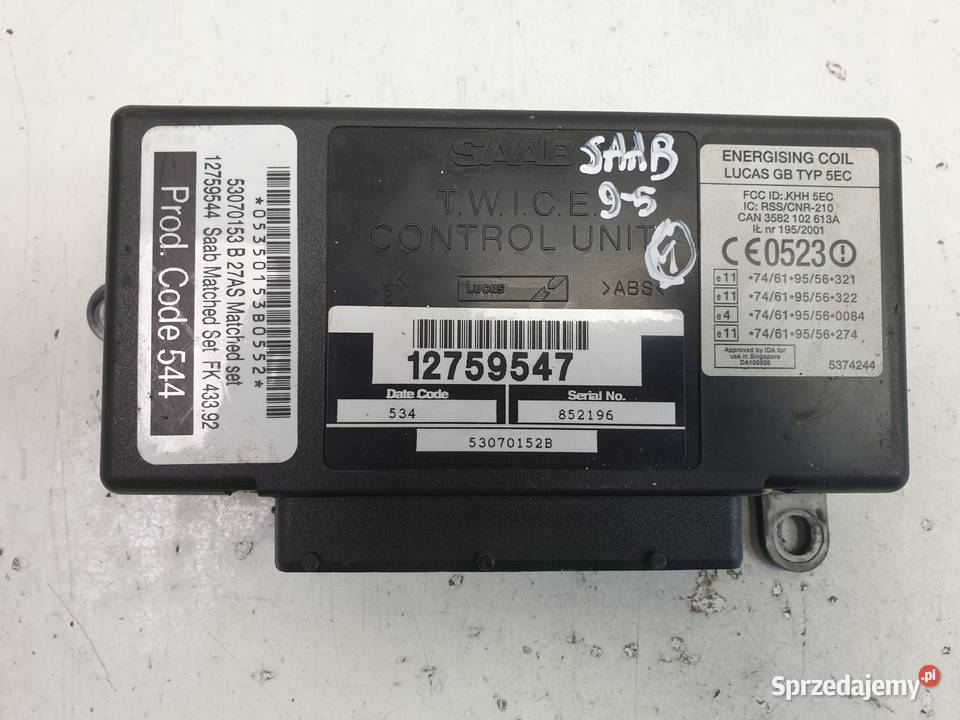 Prod. Code 544
12759544 Saab Matched Set FK 433.92
53070153 B 27AS Matched set
*05350153B0552*
SAAB
T.W.I.C.E.
CONTROL UNIT
Lucas
>ABS<
SAAB
9-5
1
12759547
Date Code
Serial No.
534
852196
53070152B
ENERGISING COIL
LUCAS GB TYP 5EC
FCC ID:.KHH 5EC
IC: RSS/CNR-210
CAN 3582 102 613A
IŁ nr 195/2001
CE0523!
e11 *74/61*95/56*321
e11 *74/61*95/56*322
e4 *74/61*95/56*0084
e11 *74/61*95/56*274
Approved by IDA for
use in Singapore
DA100926
5374244
Sprzedajemy.pl